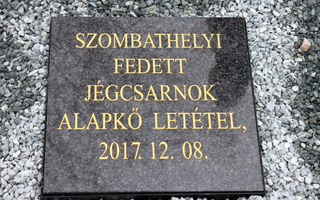 SZOMBATHELYI
FEDETT
JÉGCSARNOK
ALAPKŐ LETÉTEL,
2017. 12. 08.